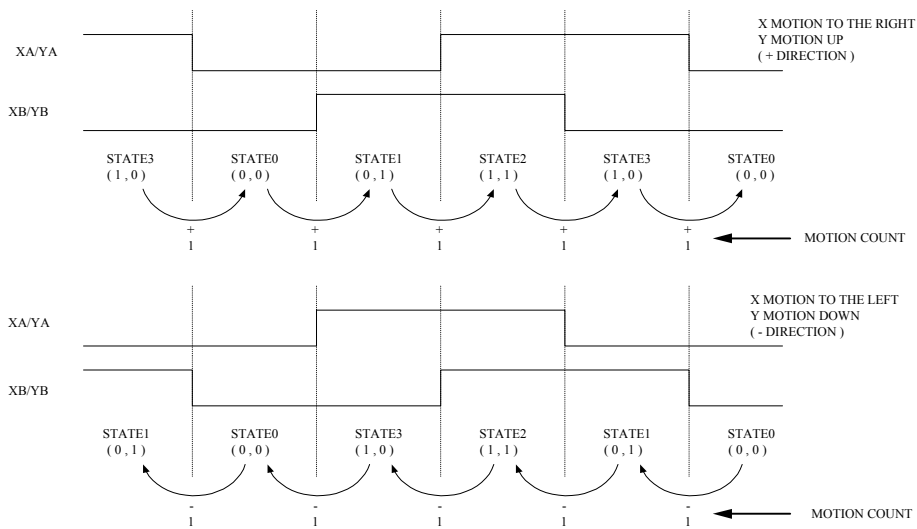 X MOTION TO THE RIGHT
Y MOTION UP
( + DIRECTION )
XA/YA
XB/YB
STATE3 STATE0 STATE1 STATE2 STATE3 STATE0
( 1 , 0 ) ( 0 , 0 ) ( 0 , 1 ) ( 1 , 1 ) ( 1 , 0 ) ( 0 , 0 )
+ + + + +
1 1 1 1 1
MOTION COUNT
X MOTION TO THE LEFT
Y MOTION DOWN
( - DIRECTION )
XA/YA
XB/YB
STATE1 STATE0 STATE3 STATE2 STATE1 STATE0
( 0 , 1 ) ( 0 , 0 ) ( 1 , 0 ) ( 1 , 1 ) ( 0 , 1 ) ( 0 , 0 )
- - - - -
1 1 1 1 1
MOTION COUNT